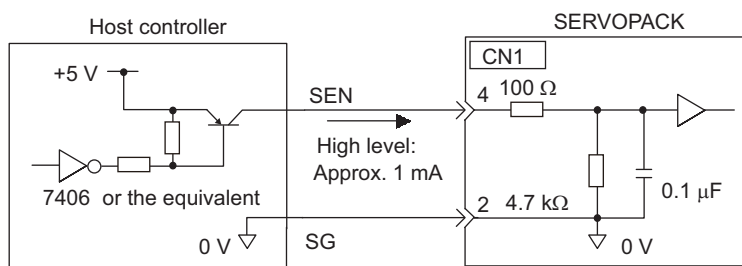 Host controller
SERVOPACK
CN1
+5 V
SEN
4
100 Ω
High level:
Approx. 1 mA
7406 or the equivalent
2
4.7 kΩ
0.1 μF
0 V
SG
0 V